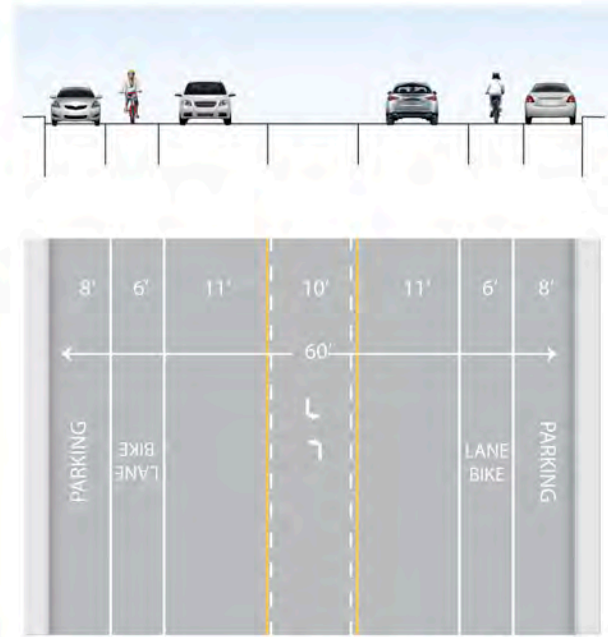 8' 6' 11' 10' 11' 6' 8'
60'
PARKING
BIKE
LANE
LANE
BIKE
PARKING